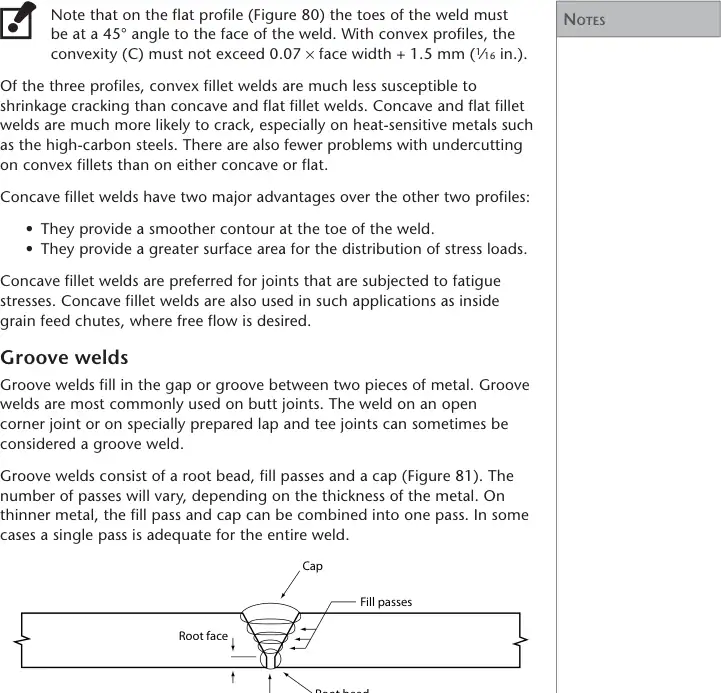 Note that on the flat profile (Figure 80) the toes of the weld must
be at a 45° angle to the face of the weld. With convex profiles, the
convexity (C) must not exceed 0.07 × face width + 1.5 mm (1⁄16 in.).
NOTES
Of the three profiles, convex fillet welds are much less susceptible to
shrinkage cracking than concave and flat fillet welds. Concave and flat fillet
welds are much more likely to crack, especially on heat-sensitive metals such
as the high-carbon steels. There are also fewer problems with undercutting
on convex fillets than on either concave or flat.
Concave fillet welds have two major advantages over the other two profiles:
• They provide a smoother contour at the toe of the weld.
• They provide a greater surface area for the distribution of stress loads.
Concave fillet welds are preferred for joints that are subjected to fatigue
stresses. Concave fillet welds are also used in such applications as inside
grain feed chutes, where free flow is desired.
Groove welds
Groove welds fill in the gap or groove between two pieces of metal. Groove
welds are most commonly used on butt joints. The weld on an open
corner joint or on specially prepared lap and tee joints can sometimes be
considered a groove weld.
Groove welds consist of a root bead, fill passes and a cap (Figure 81). The
number of passes will vary, depending on the thickness of the metal. On
thinner metal, the fill pass and cap can be combined into one pass. In some
cases a single pass is adequate for the entire weld.
Cap
Fill passes
Root face
Root bead